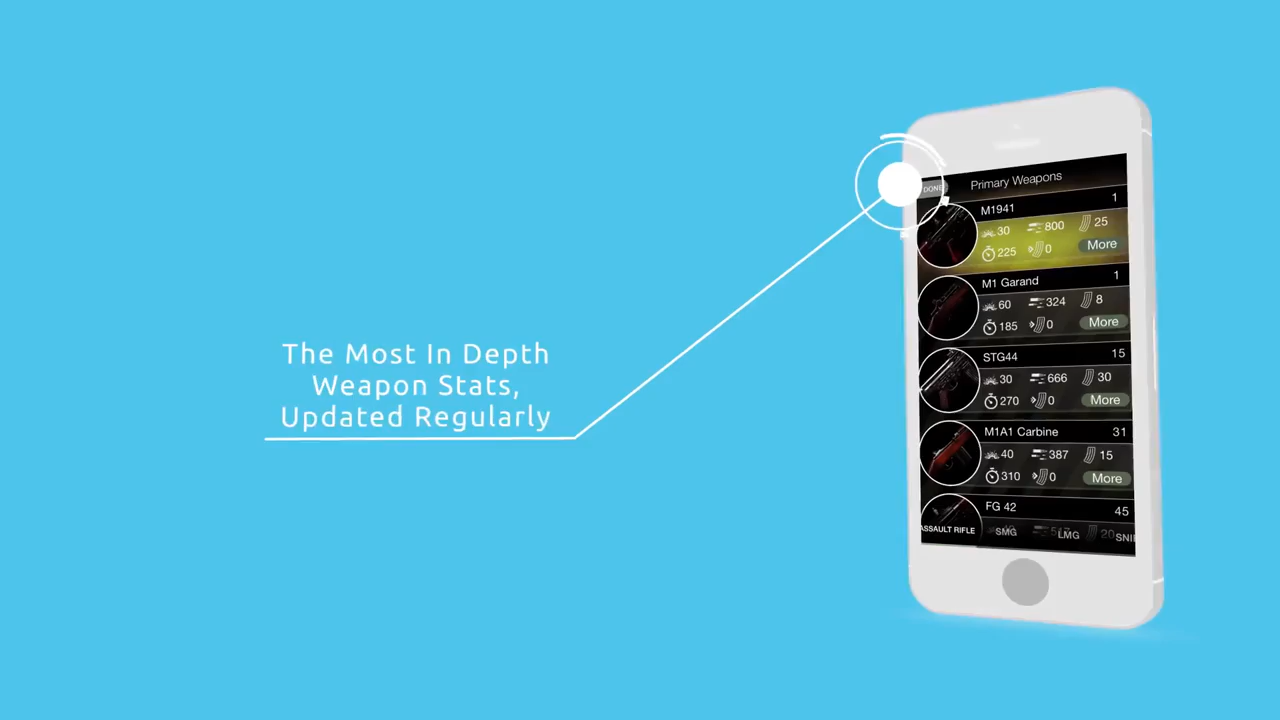 The Most In Depth
Weapon Stats,
Updated Regularly
DONE Primary Weapons
M1941 1
30 800 25
225 0 More
M1 Garand 1
60 324 8
185 0 More
STG44 15
30 666 30
270 0 More
M1A1 Carbine 31
40 387 15
310 0 More
FG 42 45
20
ASSAULT RIFLE SMG LMG SNI